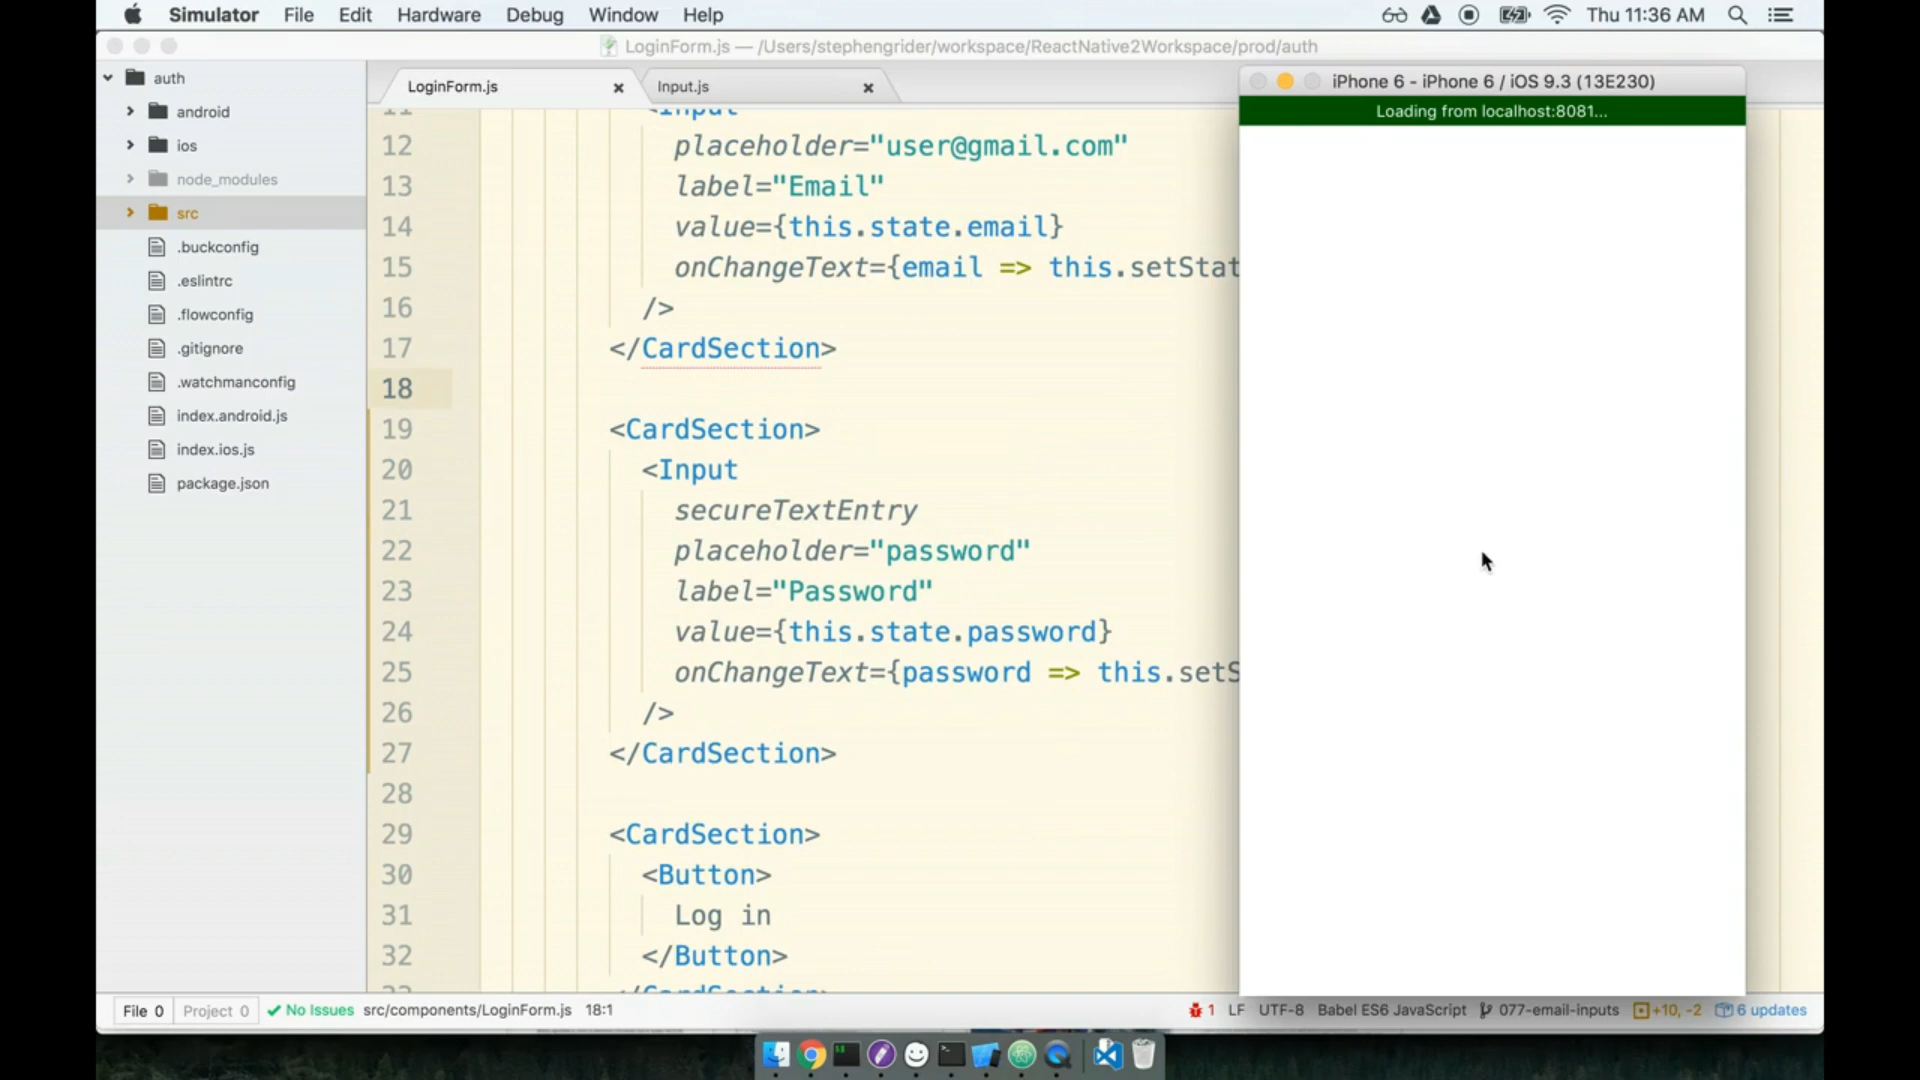 Simulator File Edit Hardware Debug Window Help Thu 11:36 AM
LoginForm.js — /Users/stephengrider/workspace/ReactNative2Workspace/prod/auth
auth
android
ios
node_modules
src
.buckconfig
.eslintrc
.flowconfig
.gitignore
.watchmanconfig
index.android.js
index.ios.js
package.json
LoginForm.js
Input.js
11 <Input
12 placeholder="user@gmail.com"
13 label="Email"
14 value={this.state.email}
15 onChangeText={email => this.setStat
16 />
17 </CardSection>
18
19 <CardSection>
20 <Input
21 secureTextEntry
22 placeholder="password"
23 label="Password"
24 value={this.state.password}
25 onChangeText={password => this.setS
26 />
27 </CardSection>
28
29 <CardSection>
30 <Button>
31 Log in
32 </Button>
33 </CardSection>
iPhone 6 - iPhone 6 / iOS 9.3 (13E230)
Loading from localhost:8081...
File 0 Project 0 No Issues src/components/LoginForm.js 18:1 1 LF UTF-8 Babel ES6 JavaScript 077-email-inputs +10, -2 6 updates